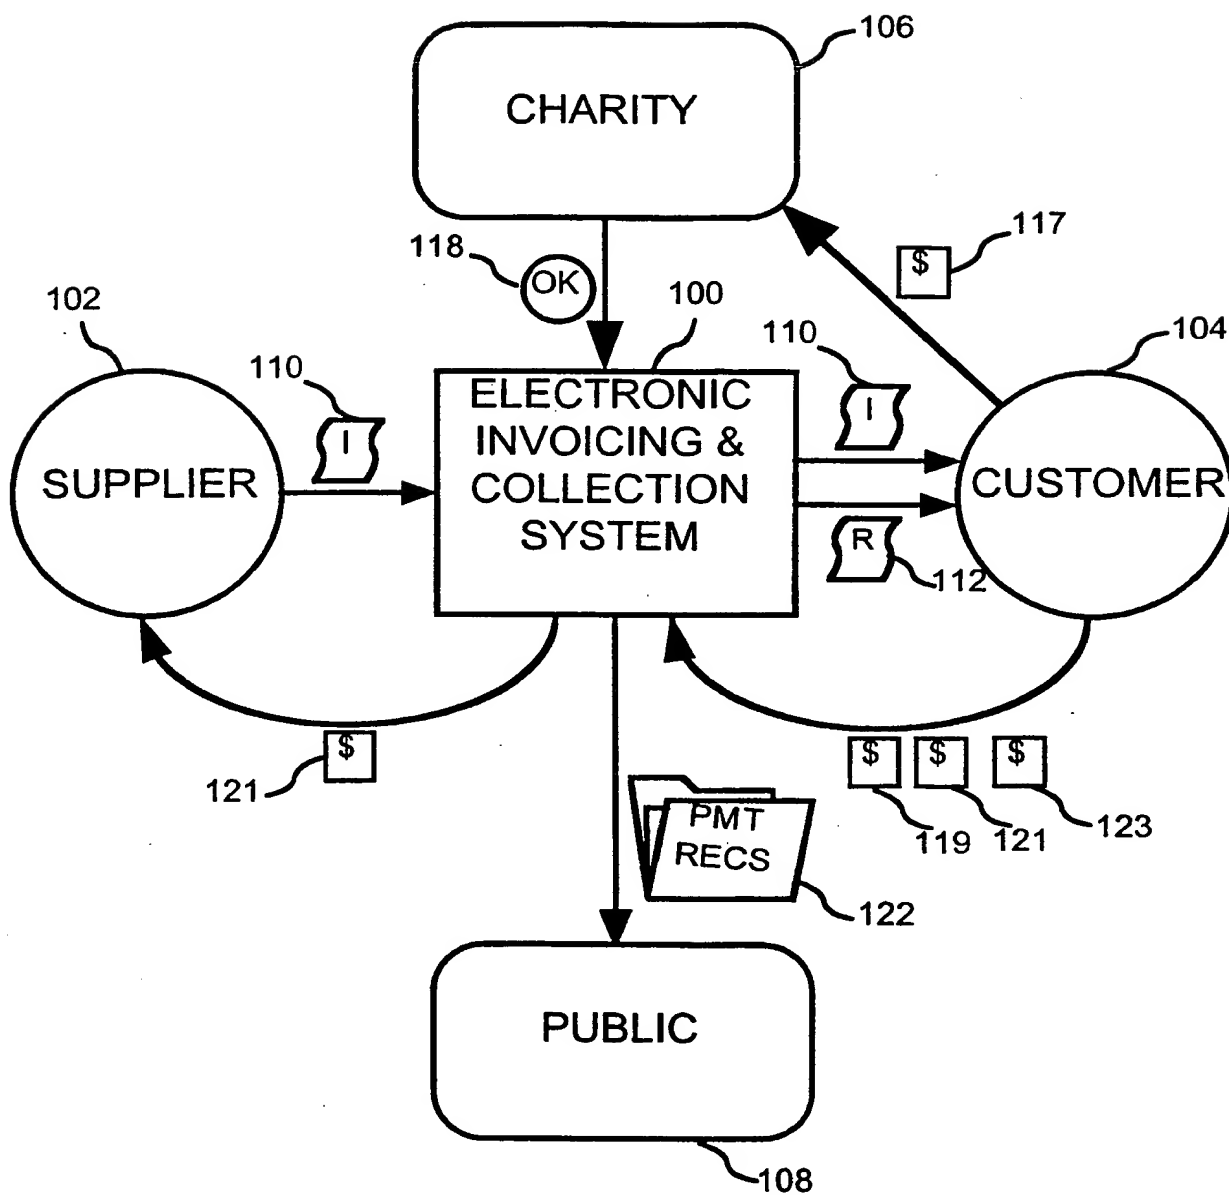 106
CHARITY
117
$
118
OK
102
100
110
110
104
I
I
ELECTRONIC
INVOICING &
COLLECTION
SYSTEM
SUPPLIER
CUSTOMER
R
112
$
121
$
$
$
119
121
123
PMT
RECS
122
PUBLIC
108